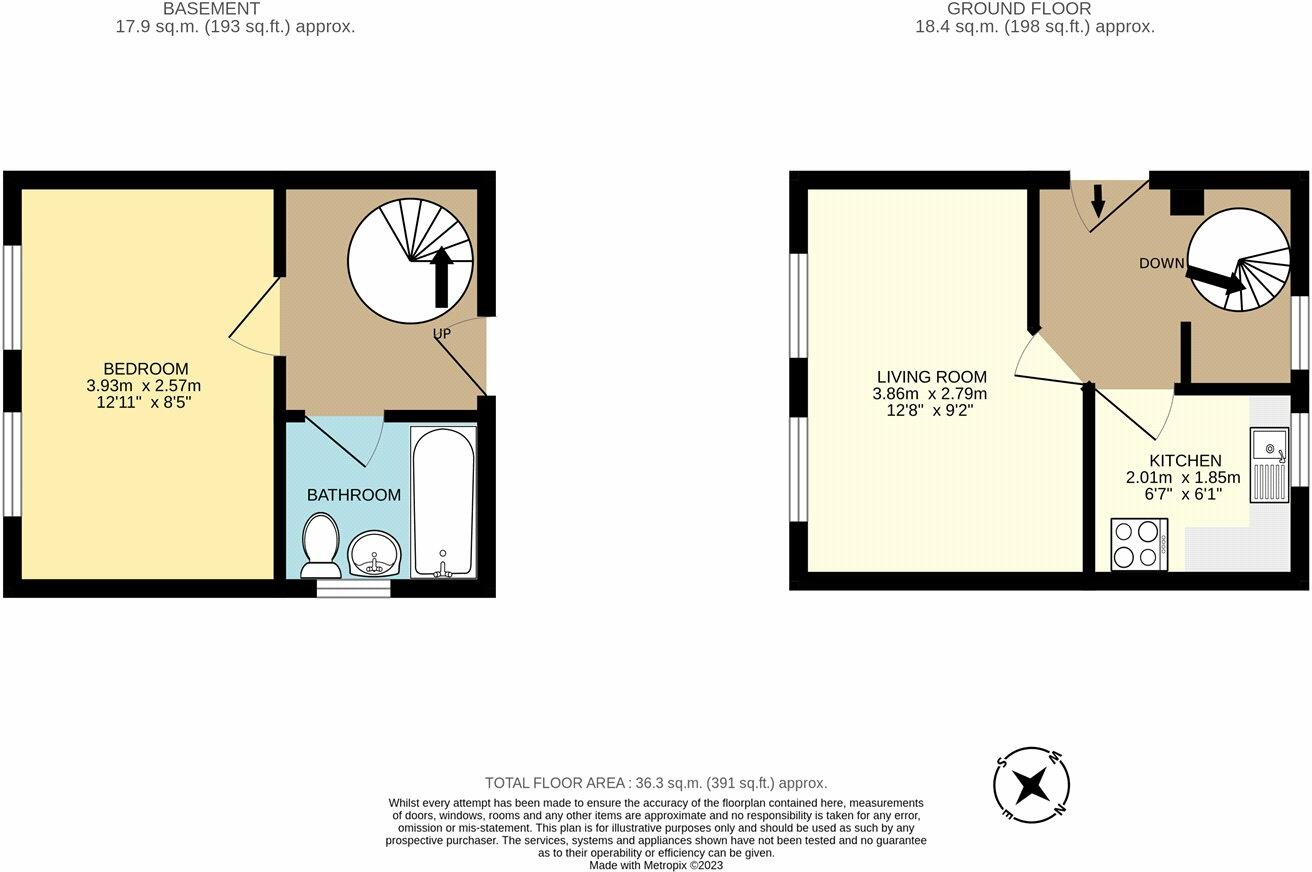 BASEMENT
17.9 sq.m. (193 sq.ft.) approx.
GROUND FLOOR
18.4 sq.m. (198 sq.ft.) approx.
UP
BEDROOM
3.93m x 2.57m
12'11" x 8'5"
BATHROOM
DOWN
LIVING ROOM
3.86m x 2.79m
12'8" x 9'2"
KITCHEN
2.01m x 1.85m
6'7" x 6'1"
S
W
E
N
TOTAL FLOOR AREA : 36.3 sq.m. (391 sq.ft.) approx.
Whilst every attempt has been made to ensure the accuracy of the floorplan contained here, measurements
of doors, windows, rooms and any other items are approximate and no responsibility is taken for any error,
omission or mis-statement. This plan is for illustrative purposes only and should be used as such by any
prospective purchaser. The services, systems and appliances shown have not been tested and no guarantee
as to their operability or efficiency can be given.
Made with Metropix ©2023